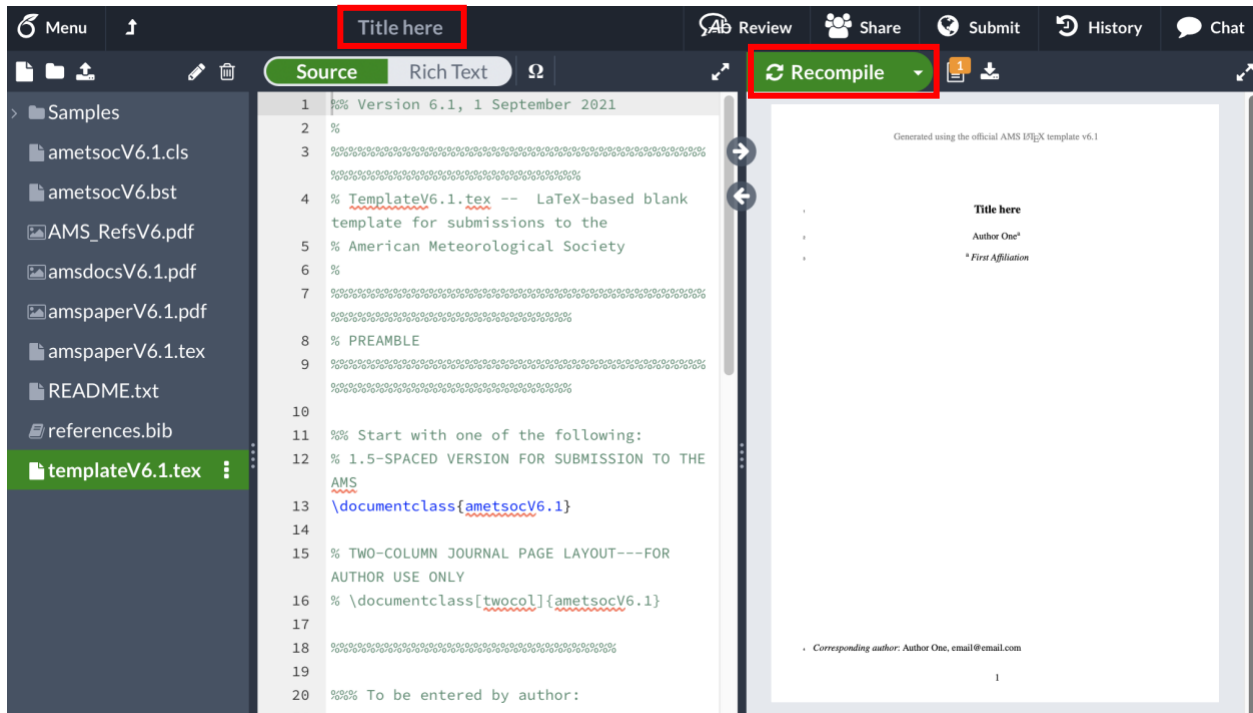 Menu Title here Review Share Submit History Chat
Source Rich Text Ω Recompile 1
Samples
ametsocV6.1.cls
ametsocV6.bst
AMS_RefsV6.pdf
amsdocsV6.1.pdf
amspaperV6.1.pdf
amspaperV6.1.tex
README.txt
references.bib
templateV6.1.tex
1 %% Version 6.1, 1 September 2021
2 %
3 %%%%%%%%%%%%%%%%%%%%%%%%%%%%%%%%%%%%%%%%%%%%%%%%%%
%%%%%%%%%%%%%%%%%%%%%%%%%%%%%%%%%
4 % TemplateV6.1.tex -- LaTeX-based blank
template for submissions to the
5 % American Meteorological Society
6 %
7 %%%%%%%%%%%%%%%%%%%%%%%%%%%%%%%%%%%%%%%%%%%%%%%%%%
%%%%%%%%%%%%%%%%%%%%%%%%%%%%%%%%
8 % PREAMBLE
9 %%%%%%%%%%%%%%%%%%%%%%%%%%%%%%%%%%%%%%%%%%%%%%%%%%
%%%%%%%%%%%%%%%%%%%%%%%%%%%%%%%%
10
11 %% Start with one of the following:
12 % 1.5-SPACED VERSION FOR SUBMISSION TO THE
AMS
13 \documentclass{ametsocV6.1}
14
15 % TWO-COLUMN JOURNAL PAGE LAYOUT---FOR
AUTHOR USE ONLY
16 % \documentclass[twocol]{ametsocV6.1}
17
18 %%%%%%%%%%%%%%%%%%%%%%%%%%%%%%%%%%%%%%
19
20 %%% To be entered by author:
Generated using the official AMS LATEX template v6.1
Title here
Author Oneᵃ
ᵃ First Affiliation
Corresponding author: Author One, email@email.com
1